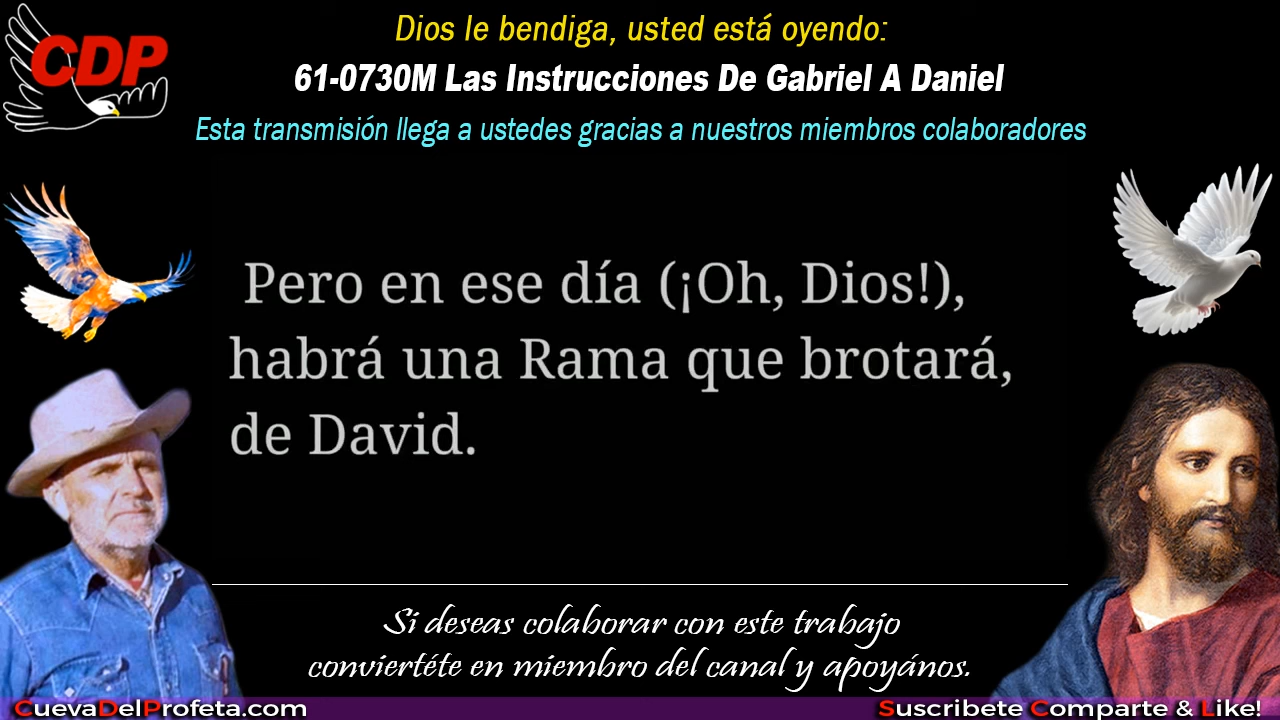 CDP
Dios le bendiga, usted está oyendo:
61-0730M Las Instrucciones De Gabriel A Daniel
Esta transmisión llega a ustedes gracias a nuestros miembros colaboradores
Pero en ese día (¡Oh, Dios!),
habrá una Rama que brotará,
de David.
Si deseas colaborar con este trabajo
conviertéte en miembro del canal y apoyános.
CuevaDelProfeta.com
Suscribete Comparte & Like!